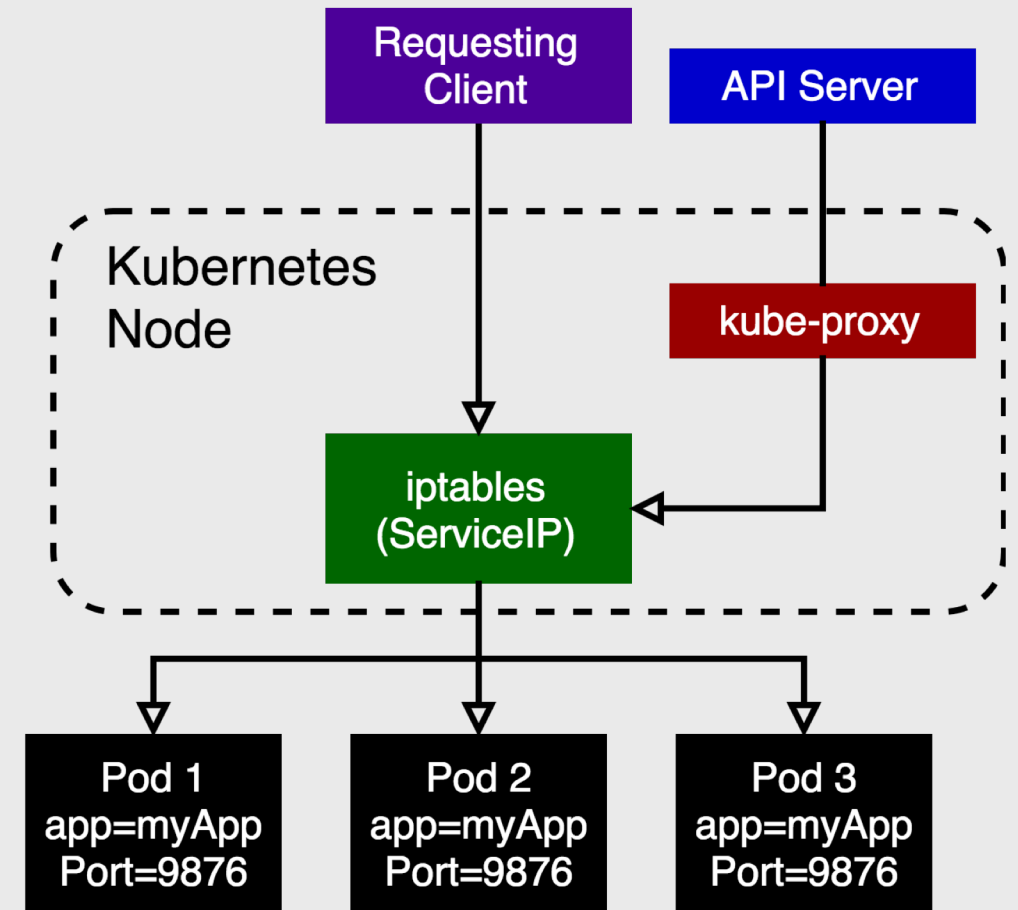 Requesting
Client
API Server
Kubernetes
Node
kube-proxy
iptables
(ServiceIP)
Pod 1
app=myApp
Port=9876
Pod 2
app=myApp
Port=9876
Pod 3
app=myApp
Port=9876